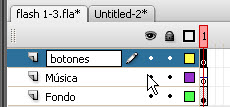 flash 1-3.fla* Untitled-2*
1
botones
Música
Fondo